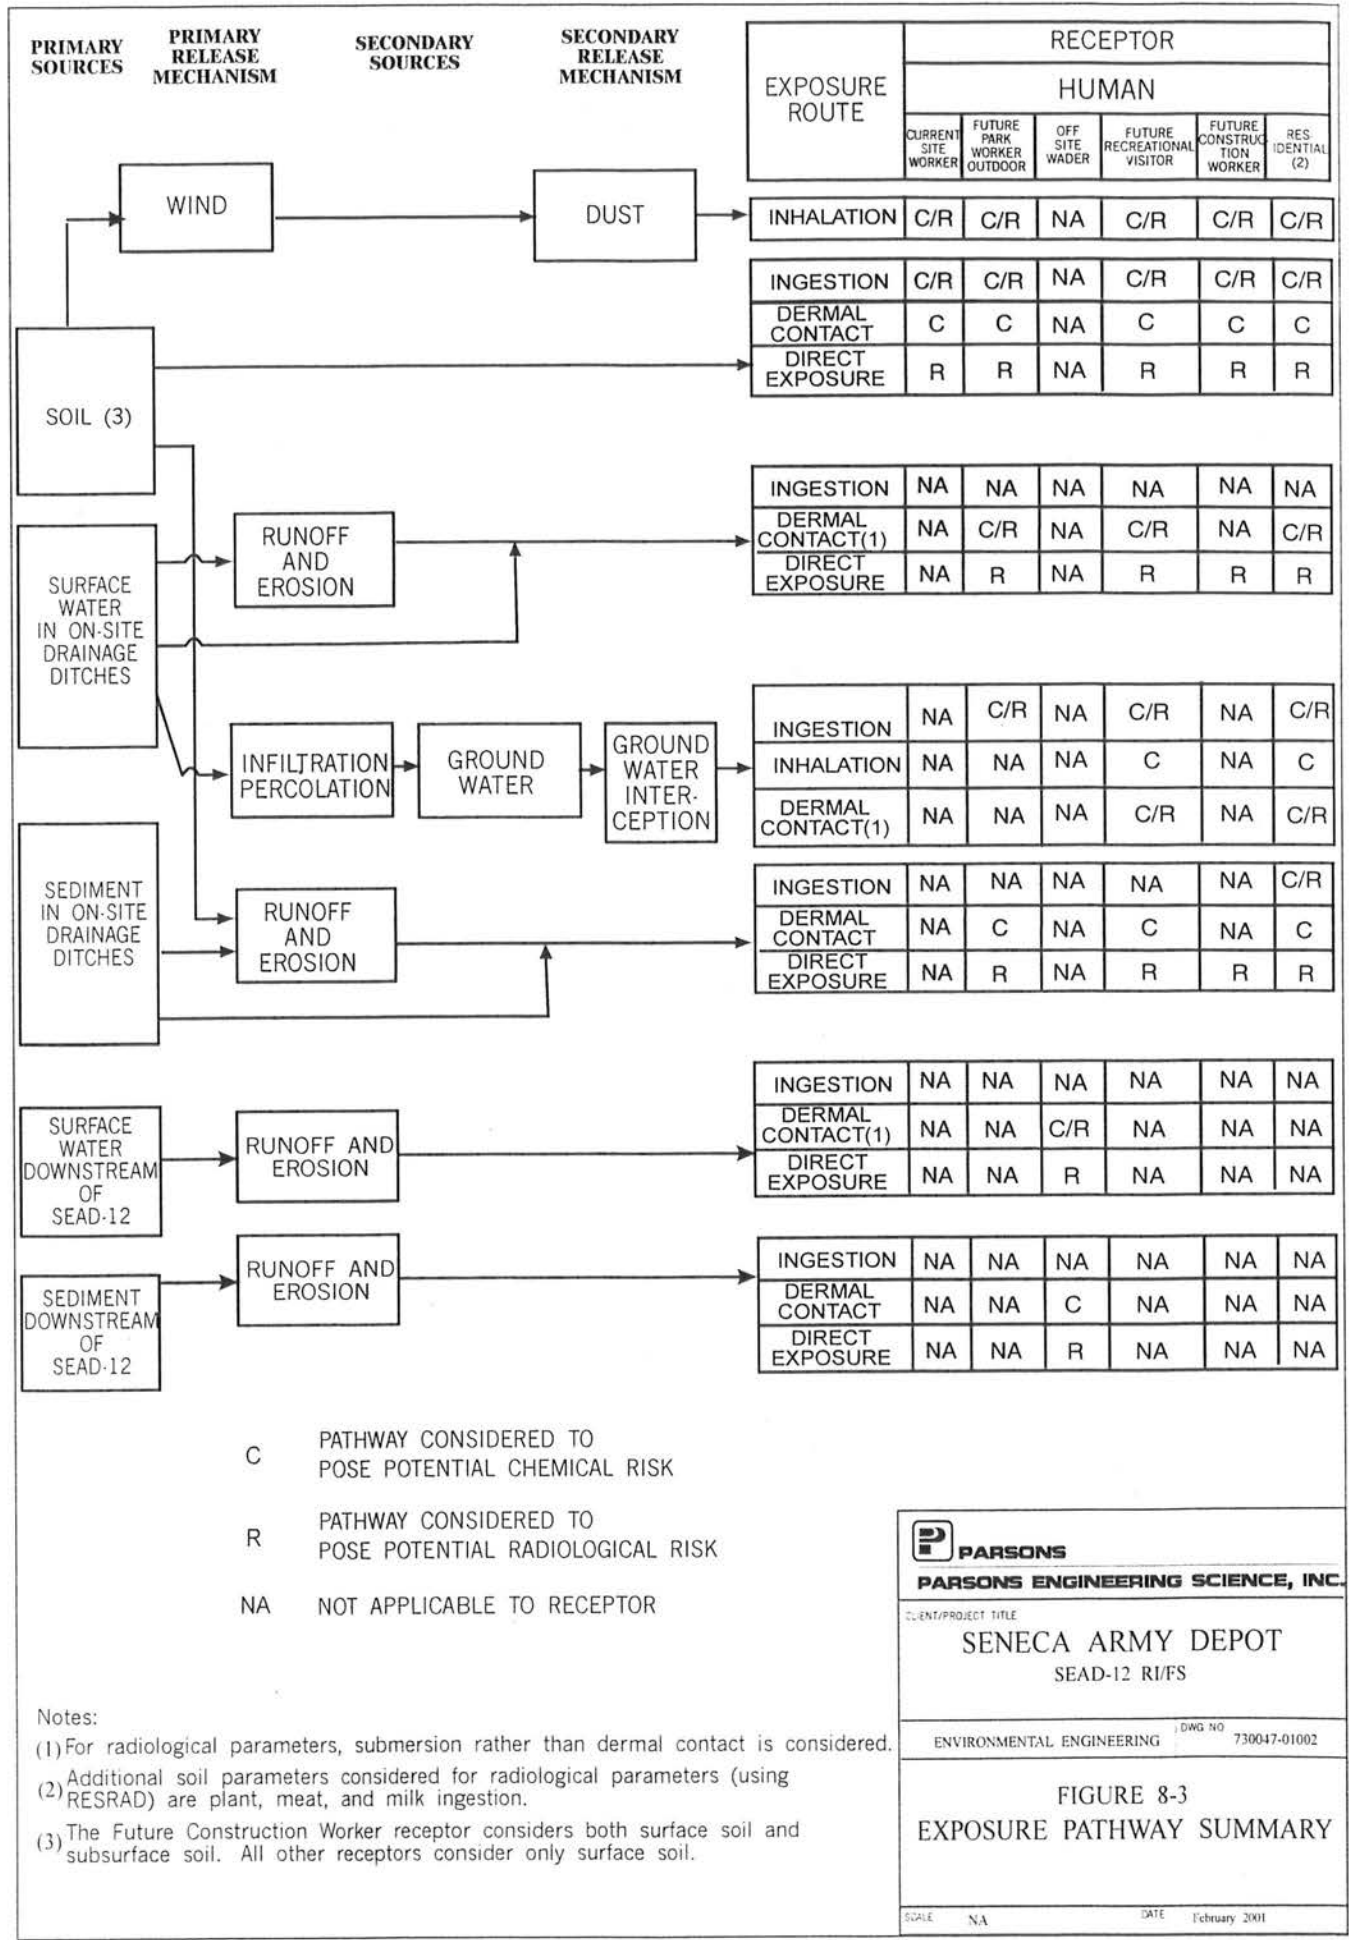 PRIMARY SOURCES
PRIMARY RELEASE MECHANISM
SECONDARY SOURCES
SECONDARY RELEASE MECHANISM
EXPOSURE ROUTE
RECEPTOR
HUMAN
CURRENT SITE WORKER
FUTURE PARK WORKER OUTDOOR
OFF SITE WADER
FUTURE RECREATIONAL VISITOR
FUTURE CONSTRUC TION WORKER
RES IDENTIAL (2)
WIND
DUST
INHALATION C/R C/R NA C/R C/R C/R
INGESTION C/R C/R NA C/R C/R C/R
DERMAL CONTACT C C NA C C C
DIRECT EXPOSURE R R NA R R R
SOIL (3)
INGESTION NA NA NA NA NA NA
DERMAL CONTACT(1) NA C/R NA C/R NA C/R
DIRECT EXPOSURE NA R NA R R R
RUNOFF
AND
EROSION
SURFACE
WATER
IN ON-SITE
DRAINAGE
DITCHES
INFILTRATION
PERCOLATION
GROUND
WATER
GROUND
WATER
INTER-
CEPTION
INGESTION NA C/R NA C/R NA C/R
INHALATION NA NA NA C NA C
DERMAL CONTACT(1) NA NA NA C/R NA C/R
SEDIMENT
IN ON-SITE
DRAINAGE
DITCHES
RUNOFF
AND
EROSION
INGESTION NA NA NA NA NA C/R
DERMAL CONTACT NA C NA C NA C
DIRECT EXPOSURE NA R NA R R R
SURFACE
WATER
DOWNSTREAM
OF
SEAD-12
RUNOFF AND
EROSION
INGESTION NA NA NA NA NA NA
DERMAL CONTACT(1) NA NA C/R NA NA NA
DIRECT EXPOSURE NA NA R NA NA NA
SEDIMENT
DOWNSTREAM
OF
SEAD-12
RUNOFF AND
EROSION
INGESTION NA NA NA NA NA NA
DERMAL CONTACT NA NA C NA NA NA
DIRECT EXPOSURE NA NA R NA NA NA
C PATHWAY CONSIDERED TO
POSE POTENTIAL CHEMICAL RISK
R PATHWAY CONSIDERED TO
POSE POTENTIAL RADIOLOGICAL RISK
NA NOT APPLICABLE TO RECEPTOR
Notes:
(1) For radiological parameters, submersion rather than dermal contact is considered.
(2) Additional soil parameters considered for radiological parameters (using
RESRAD) are plant, meat, and milk ingestion.
(3) The Future Construction Worker receptor considers both surface soil and
subsurface soil. All other receptors consider only surface soil.
P PARSONS
PARSONS ENGINEERING SCIENCE, INC.
CLIENT/PROJECT TITLE
SENECA ARMY DEPOT
SEAD-12 RI/FS
ENVIRONMENTAL ENGINEERING
DWG NO 730047-01002
FIGURE 8-3
EXPOSURE PATHWAY SUMMARY
SCALE NA
DATE February 2001